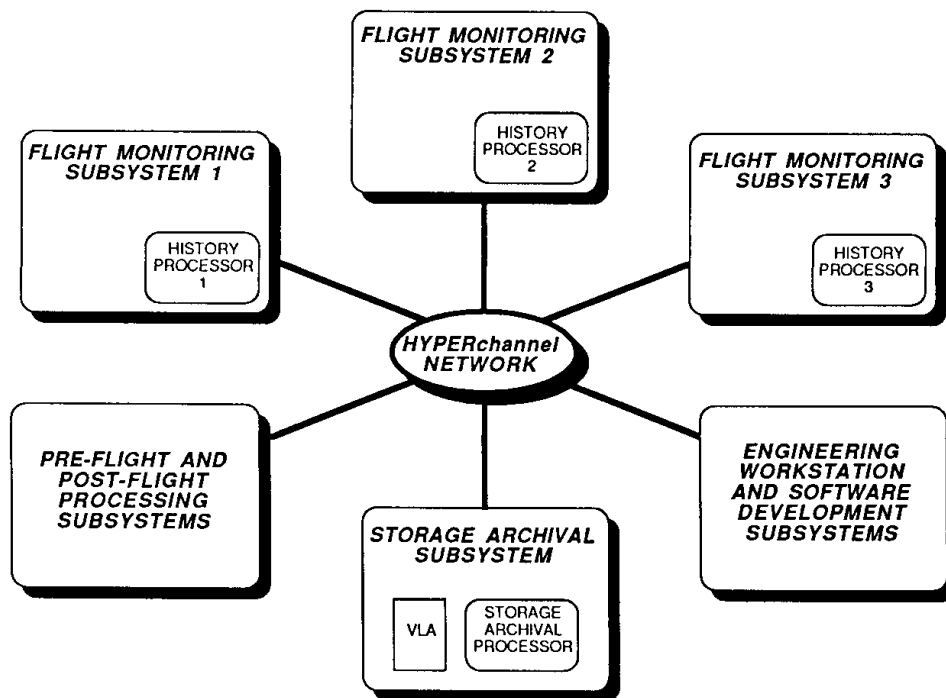 FLIGHT MONITORING
SUBSYSTEM 2
HISTORY
PROCESSOR
2
FLIGHT MONITORING
SUBSYSTEM 1
HISTORY
PROCESSOR
1
FLIGHT MONITORING
SUBSYSTEM 3
HISTORY
PROCESSOR
3
HYPERchannel
NETWORK
PRE-FLIGHT AND
POST-FLIGHT
PROCESSING
SUBSYSTEMS
STORAGE ARCHIVAL
SUBSYSTEM
VLA
STORAGE
ARCHIVAL
PROCESSOR
ENGINEERING
WORKSTATION
AND SOFTWARE
DEVELOPMENT
SUBSYSTEMS